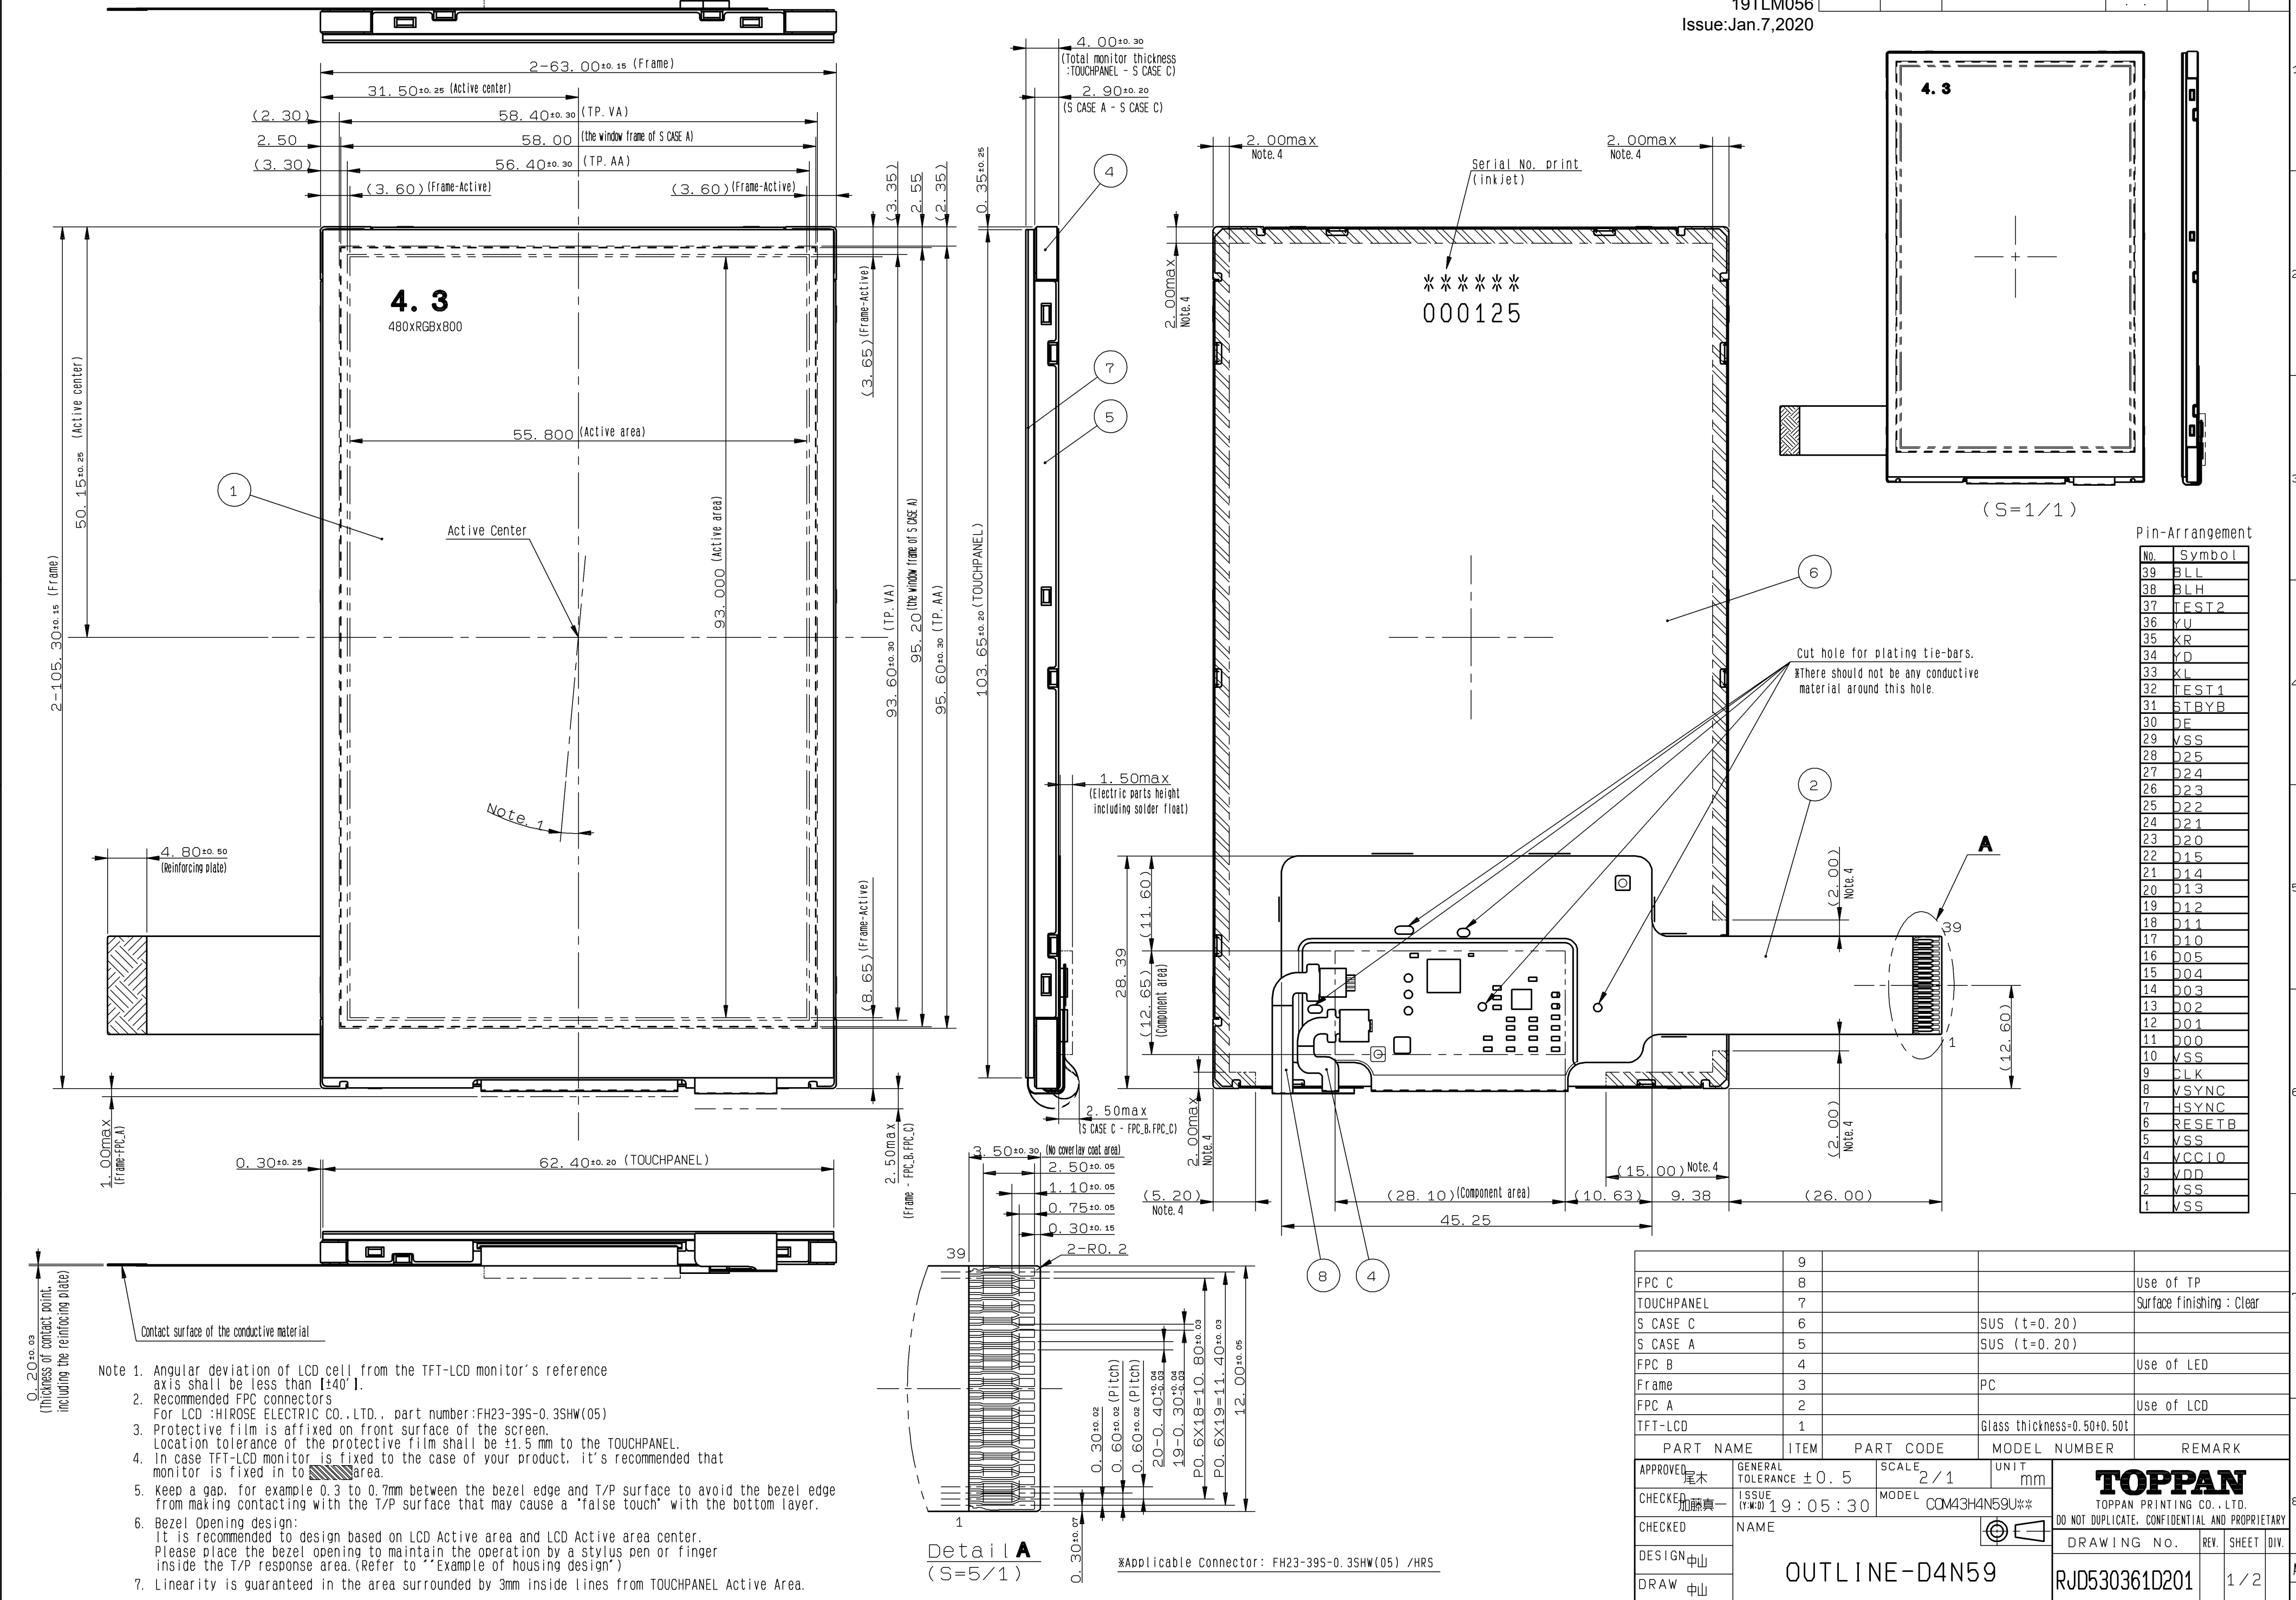 19TLM056
Issue:Jan.7,2020
2-63.00±0.15 (Frame)
31.50±0.25 (Active center)
(2.30)
58.40±0.30 (TP.VA)
2.50
58.00 (the window frame of S CASE A)
(3.30)
56.40±0.30 (TP.AA)
(3.60)(Frame-Active)
(3.60)(Frame-Active)
4.00±0.30
(Total monitor thickness
:TOUCHPANEL - S CASE C)
2.90±0.20
(S CASE A - S CASE C)
(3.35)
2.55
(2.35)
0.35±0.25
4
7
5
4.3
480xRGBx800
(3.65)(Frame-Active)
55.800 (Active area)
1
50.15±0.25 (Active center)
2-105.30±0.15 (Frame)
Active Center
93.000 (Active area)
93.60±0.30 (TP.VA)
95.20(the window frame of S CASE A)
95.60±0.30 (TP.AA)
103.65±0.20(TOUCHPANEL)
Note.1
4.80±0.50
(Reinforcing plate)
(8.65)(Frame-Active)
1.50max
(Electric parts height
including solder float)
1.00max
(Frame-FPC_A)
0.30±0.25
62.40±0.20 (TOUCHPANEL)
2.50max
(Frame - FPC_B,FPC_C)
2.50max
(S CASE C - FPC_B,FPC_C)
0.20±0.03
(Thickness of contact point,
including the reinfocing plate)
Contact surface of the conductive material
2.00max
Note.4
2.00max
Note.4
Serial No. print
(inkjet)
2.00max
Note.4
******
000125
6
Cut hole for plating tie-bars.
※There should not be any conductive
material around this hole.
2
A
(2.00)
Note.4
39
1
(12.60)
28.39
(11.60)
(12.65)
(Component area)
2.00max
Note.4
(2.00)
Note.4
(15.00) Note.4
(5.20)
Note.4
(28.10)(Component area)
(10.63)
9.38
(26.00)
45.25
8
4
4.3
(S=1/1)
Pin-Arrangement
No. Symbol
39 BLL
38 BLH
37 TEST2
36 YU
35 XR
34 YD
33 XL
32 TEST1
31 STBYB
30 DE
29 VSS
28 D25
27 D24
26 D23
25 D22
24 D21
23 D20
22 D15
21 D14
20 D13
19 D12
18 D11
17 D10
16 D05
15 D04
14 D03
13 D02
12 D01
11 D00
10 VSS
9 CLK
8 VSYNC
7 HSYNC
6 RESETB
5 VSS
4 VCCIO
3 VDD
2 VSS
1 VSS
3.50±0.30 (No coverlay coat area)
2.50±0.05
1.10±0.05
0.75±0.05
0.30±0.15
39
2-R0.2
1
0.30±0.07
0.30±0.02
0.60±0.02(Pitch)
0.60±0.02(Pitch)
20-0.40+0.04 -0.03
19-0.30+0.04 -0.03
P0.6X18=10.80±0.03
P0.6X19=11.40±0.03
12.00±0.05
Detail A
(S=5/1)
※Applicable Connector: FH23-39S-0.3SHW(05) /HRS
Note 1. Angular deviation of LCD cell from the TFT-LCD monitor's reference
axis shall be less than [±40'].
2. Recommended FPC connectors
For LCD :HIROSE ELECTRIC CO.,LTD., part number:FH23-39S-0.3SHW(05)
3. Protective film is affixed on front surface of the screen.
Location tolerance of the protective film shall be ±1.5 mm to the TOUCHPANEL.
4. In case TFT-LCD monitor is fixed to the case of your product, it's recommended that
monitor is fixed in to area.
5. Keep a gap, for example 0.3 to 0.7mm between the bezel edge and T/P surface to avoid the bezel edge
from making contacting with the T/P surface that may cause a "false touch" with the bottom layer.
6. Bezel Opening design:
It is recommended to design based on LCD Active area and LCD Active area center.
Please place the bezel opening to maintain the operation by a stylus pen or finger
inside the T/P response area.(Refer to "Example of housing design")
7. Linearity is guaranteed in the area surrounded by 3mm inside lines from TOUCHPANEL Active Area.
9
FPC C 8 Use of TP
TOUCHPANEL 7 Surface finishing : Clear
S CASE C 6 SUS (t=0.20)
S CASE A 5 SUS (t=0.20)
FPC B 4 Use of LED
Frame 3 PC
FPC A 2 Use of LCD
TFT-LCD 1 Glass thickness=0.50+0.50t
PART NAME ITEM PART CODE MODEL NUMBER REMARK
APPROVED 尾木
GENERAL TOLERANCE ±0.5
SCALE 2/1
UNIT mm
CHECKED 加藤真一
ISSUE (Y:M:D) 19:05:30
MODEL COM43H4N59U※※
CHECKED
NAME
OUTLINE-D4N59
DESIGN 中山
DRAW 中山
TOPPAN
TOPPAN PRINTING CO.,LTD.
DO NOT DUPLICATE, CONFIDENTIAL AND PROPRIETARY
DRAWING No. REV. SHEET DIV.
RJD530361D201 1/2